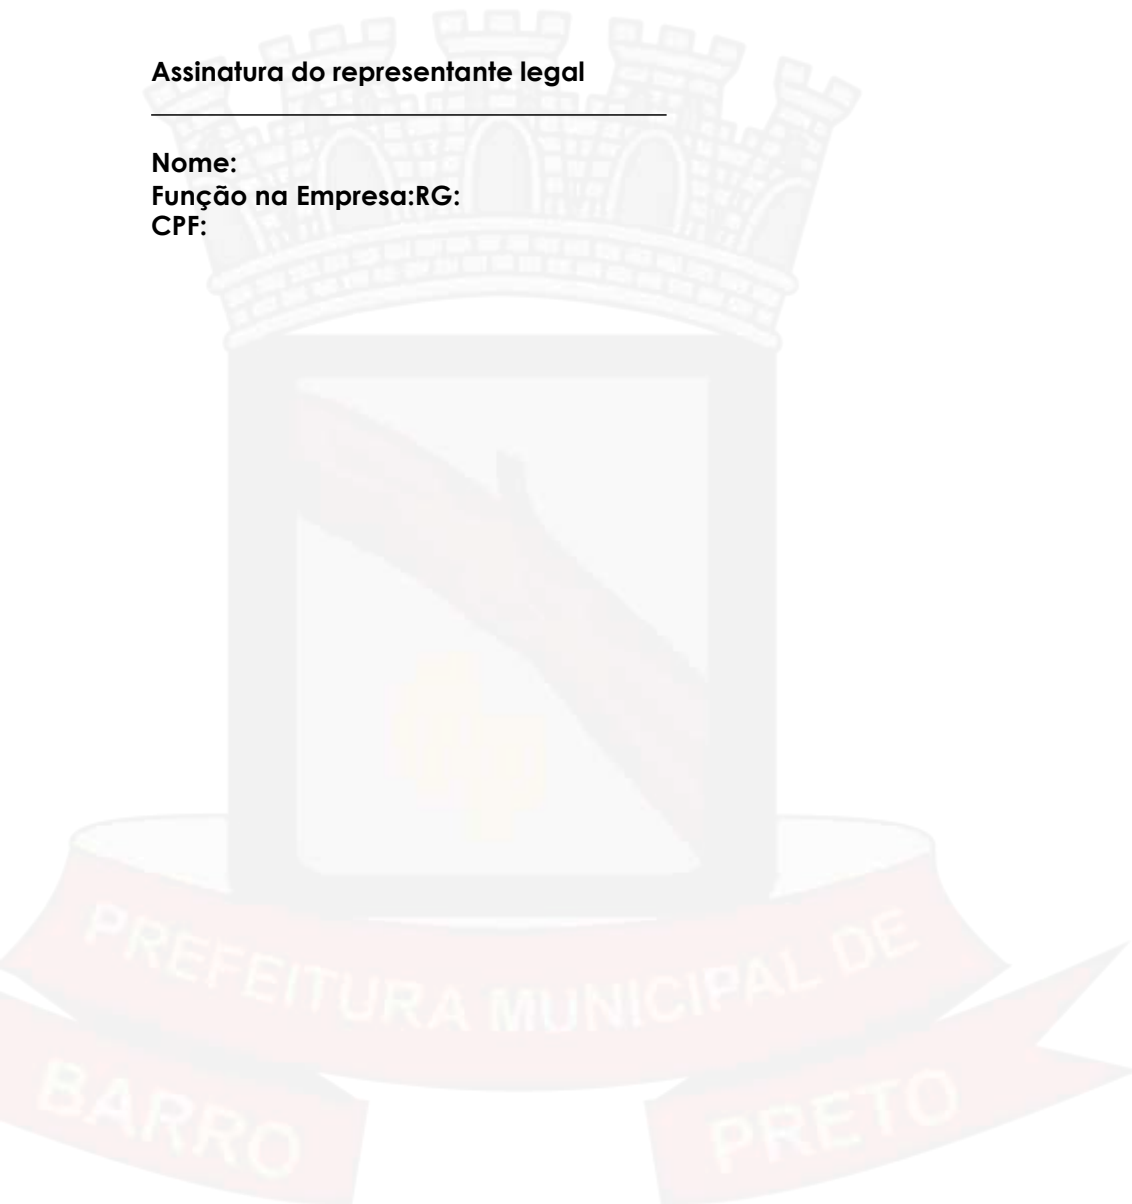 Assinatura do representante legal
Nome:
Função na Empresa:RG:
CPF:
PREFEITURA MUNICIPAL DE
BARRO PRETO